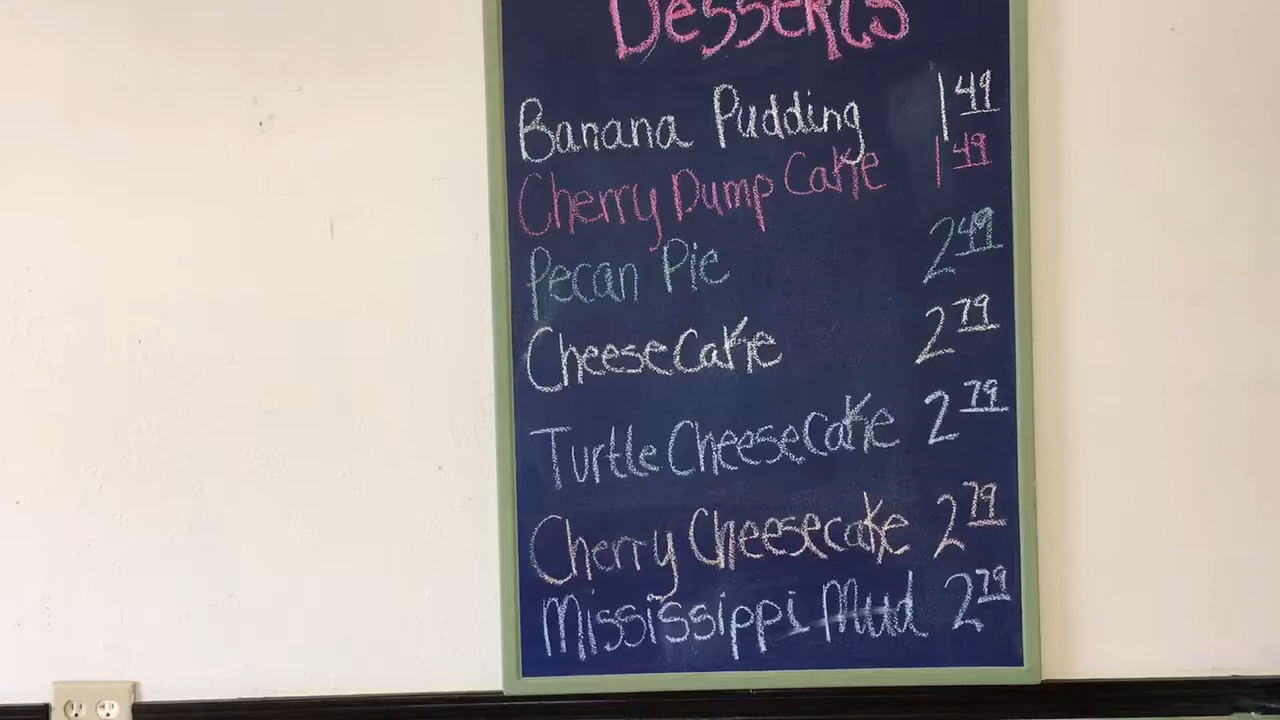 Desserts
Banana Pudding 1 49
Cherry Dump Cake 1 49
Pecan Pie 2 49
CheeseCake 2 79
Turtle CheeseCake 2 79
Cherry Cheesecake 2 79
Mississippi Mud 2 79